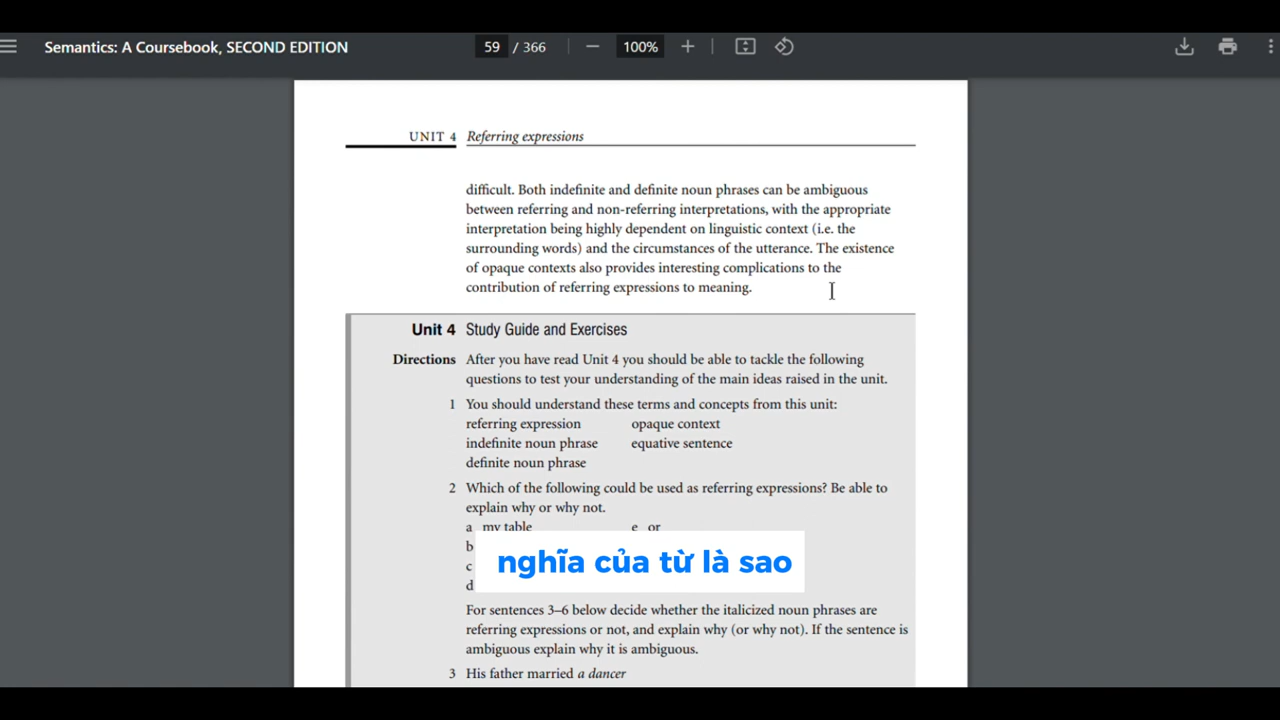 Semantics: A Coursebook, SECOND EDITION
59 / 366
100%
UNIT 4 Referring expressions
difficult. Both indefinite and definite noun phrases can be ambiguous
between referring and non-referring interpretations, with the appropriate
interpretation being highly dependent on linguistic context (i.e. the
surrounding words) and the circumstances of the utterance. The existence
of opaque contexts also provides interesting complications to the
contribution of referring expressions to meaning.
Unit 4 Study Guide and Exercises
Directions After you have read Unit 4 you should be able to tackle the following
questions to test your understanding of the main ideas raised in the unit.
1 You should understand these terms and concepts from this unit:
referring expression opaque context
indefinite noun phrase equative sentence
definite noun phrase
2 Which of the following could be used as referring expressions? Be able to
explain why or why not.
a my table e or
b
c
d
nghĩa của từ là sao
For sentences 3–6 below decide whether the italicized noun phrases are
referring expressions or not, and explain why (or why not). If the sentence is
ambiguous explain why it is ambiguous.
3 His father married a dancer